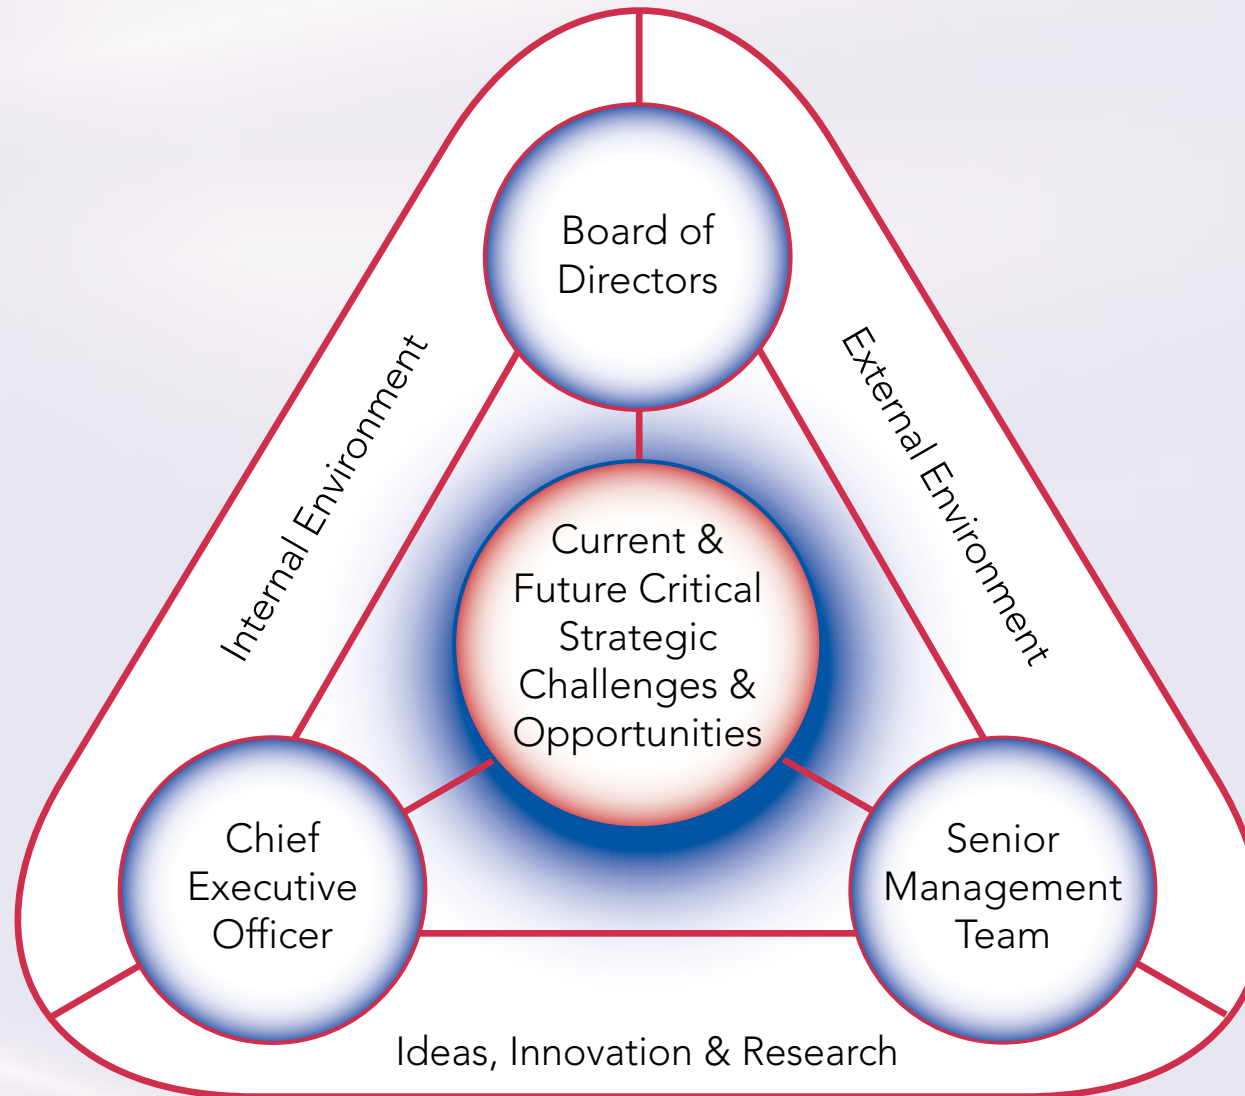 Board of
Directors
Internal Environment
External Environment
Current &
Future Critical
Strategic
Challenges &
Opportunities
Chief
Executive
Officer
Senior
Management
Team
Ideas, Innovation & Research